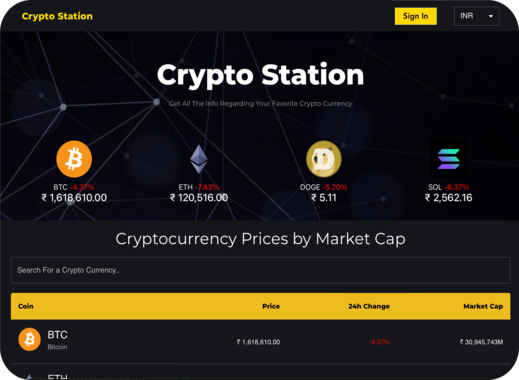 Crypto Station
Sign In
INR
Crypto Station
Get All The Info Regarding Your Favorite Crypto Currency
BTC -4.37%
₹ 1,618,610.00
ETH -7.43%
₹ 120,516.00
DOGE -5.20%
₹ 5.11
SOL -6.37%
₹ 2,562.16
Cryptocurrency Prices by Market Cap
Search For a Crypto Currency..
Coin Price 24h Change Market Cap
BTC
Bitcoin
₹ 1,618,610.00 -4.37% ₹ 30,945,743M
ETH